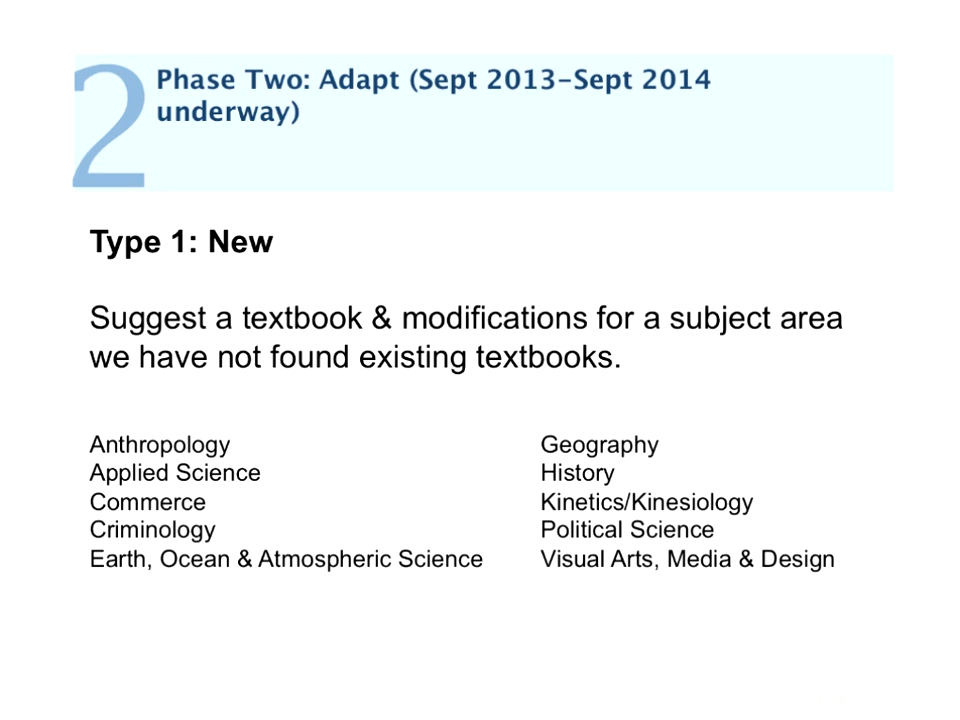 2
Phase Two: Adapt (Sept 2013–Sept 2014
underway)
Type 1: New
Suggest a textbook & modifications for a subject area
we have not found existing textbooks.
Anthropology
Applied Science
Commerce
Criminology
Earth, Ocean & Atmospheric Science
Geography
History
Kinetics/Kinesiology
Political Science
Visual Arts, Media & Design